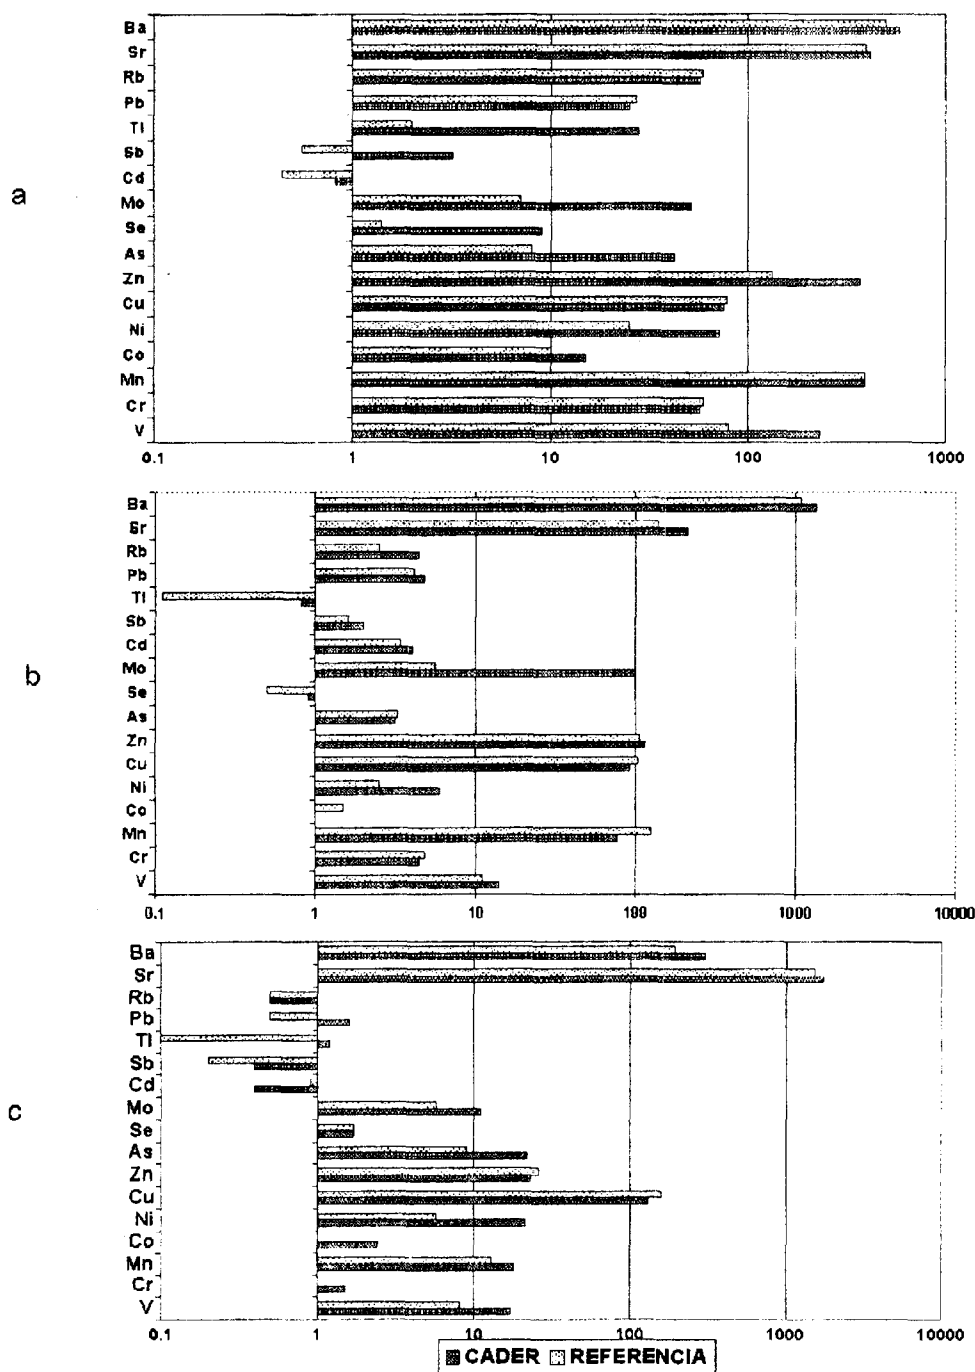 Ba
Sr
Rb
Pb
Tl
Sb
Cd
a
Mo
Se
As
Zn
Cu
Ni
Co
Mn
Cr
V
0.1 1 10 100 1000
Ba
Sr
Rb
Pb
Tl
Sb
Cd
b
Mo
Se
As
Zn
Cu
Ni
Co
Mn
Cr
V
0.1 1 10 100 1000 10000
Ba
Sr
Rb
Pb
Tl
Sb
Cd
c
Mo
Se
As
Zn
Cu
Ni
Co
Mn
Cr
V
0.1 1 10 100 1000 10000
CADER REFERENCIA